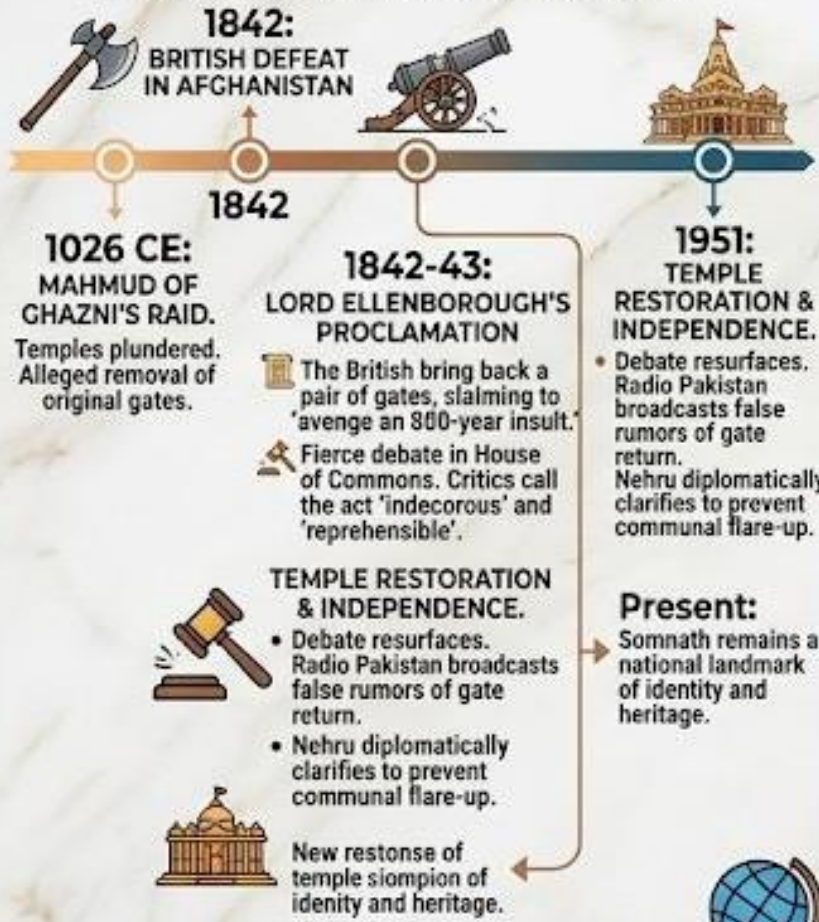 1842:
BRITISH DEFEAT
IN AFGHANISTAN
1842
1026 CE:
MAHMUD OF
GHAZNI'S RAID.
Temples plundered.
Alleged removal of
original gates.
1842-43:
LORD ELLENBOROUGH'S
PROCLAMATION
The British bring back a
pair of gates, slalming to
'avenge an 800-year insult.'
Fierce debate in House
of Commons. Critics call
the act 'indecorous' and
'reprehensible'.
1951:
TEMPLE
RESTORATION &
INDEPENDENCE.
• Debate resurfaces.
Radio Pakistan
broadcasts false
rumors of gate
return.
Nehru diplomatically
clarifies to prevent
communal flare-up.
TEMPLE RESTORATION
& INDEPENDENCE.
• Debate resurfaces.
Radio Pakistan broadcasts
false rumors of gate
return.
• Nehru diplomatically
clarifies to prevent
communal flare-up.
New restonse of
temple siompion of
idenity and heritage.
Present:
Somnath remains a
national landmark
of identity and
heritage.